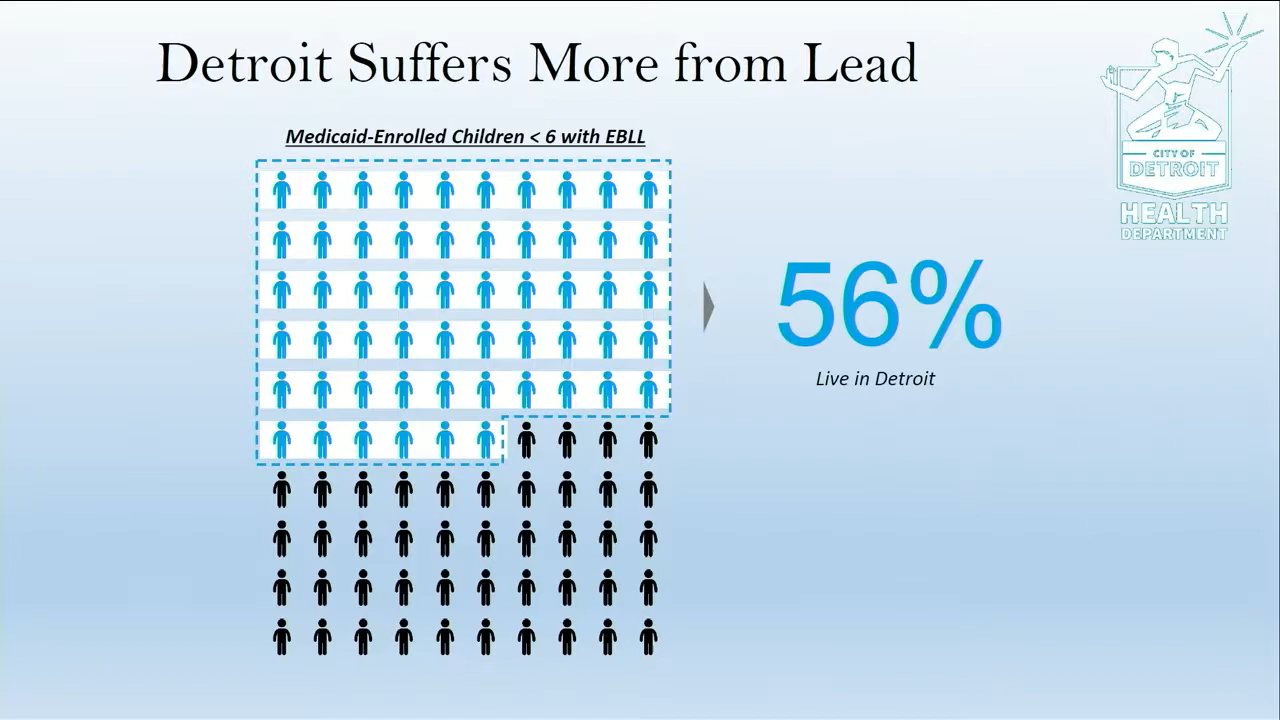 Detroit Suffers More from Lead
Medicaid-Enrolled Children < 6 with EBLL
CITY OF
DETROIT
HEALTH
DEPARTMENT
56%
Live in Detroit